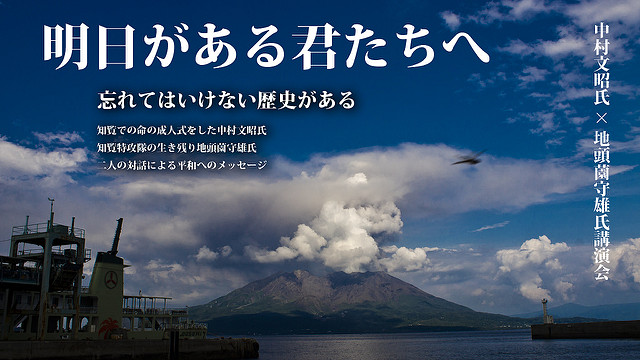 明日がある君たちへ
忘れてはいけない歴史がある
知覧での命の成人式をした中村文昭氏
知覧特攻隊の生き残り地頭薗守雄氏
二人の対話による平和へのメッセージ
中村文昭氏×地頭薗守雄氏講演会